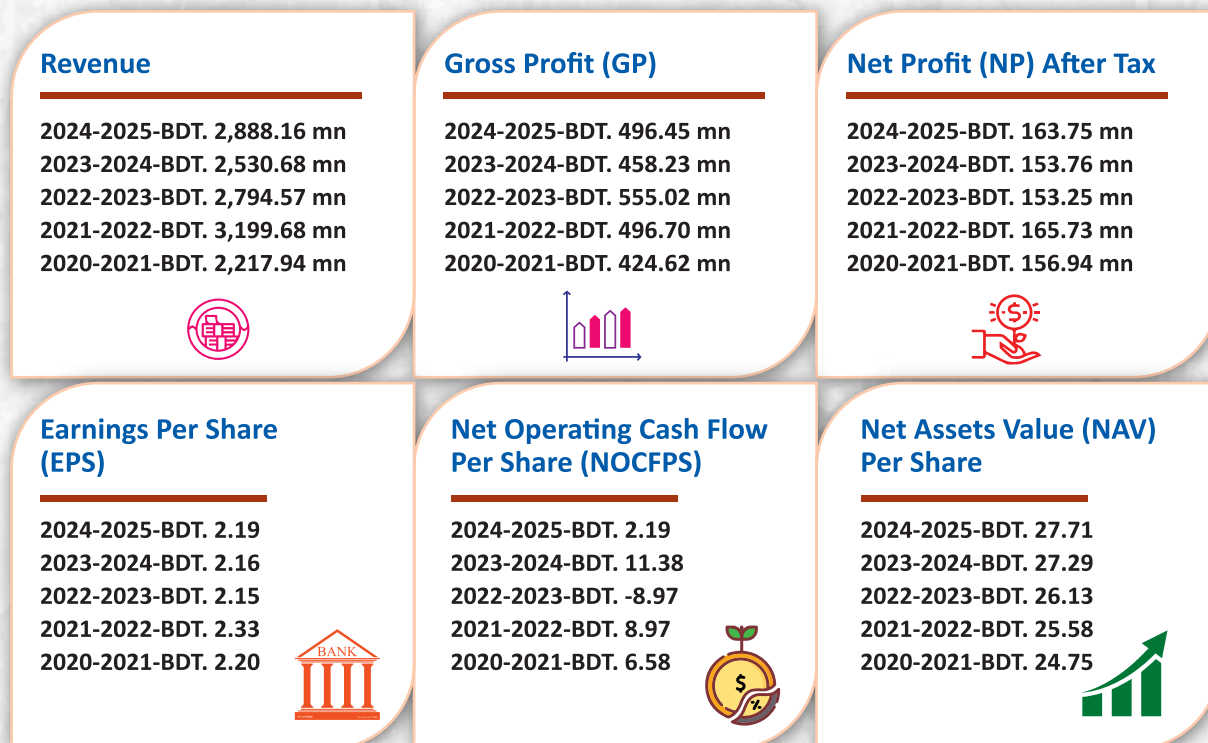 Revenue
2024-2025-BDT. 2,888.16 mn
2023-2024-BDT. 2,530.68 mn
2022-2023-BDT. 2,794.57 mn
2021-2022-BDT. 3,199.68 mn
2020-2021-BDT. 2,217.94 mn
Gross Profit (GP)
2024-2025-BDT. 496.45 mn
2023-2024-BDT. 458.23 mn
2022-2023-BDT. 555.02 mn
2021-2022-BDT. 496.70 mn
2020-2021-BDT. 424.62 mn
Net Profit (NP) After Tax
2024-2025-BDT. 163.75 mn
2023-2024-BDT. 153.76 mn
2022-2023-BDT. 153.25 mn
2021-2022-BDT. 165.73 mn
2020-2021-BDT. 156.94 mn
$
Earnings Per Share
(EPS)
2024-2025-BDT. 2.19
2023-2024-BDT. 2.16
2022-2023-BDT. 2.15
2021-2022-BDT. 2.33
2020-2021-BDT. 2.20
BANK
Net Operating Cash Flow
Per Share (NOCFPS)
2024-2025-BDT. 2.19
2023-2024-BDT. 11.38
2022-2023-BDT. -8.97
2021-2022-BDT. 8.97
2020-2021-BDT. 6.58
$
%
Net Assets Value (NAV)
Per Share
2024-2025-BDT. 27.71
2023-2024-BDT. 27.29
2022-2023-BDT. 26.13
2021-2022-BDT. 25.58
2020-2021-BDT. 24.75